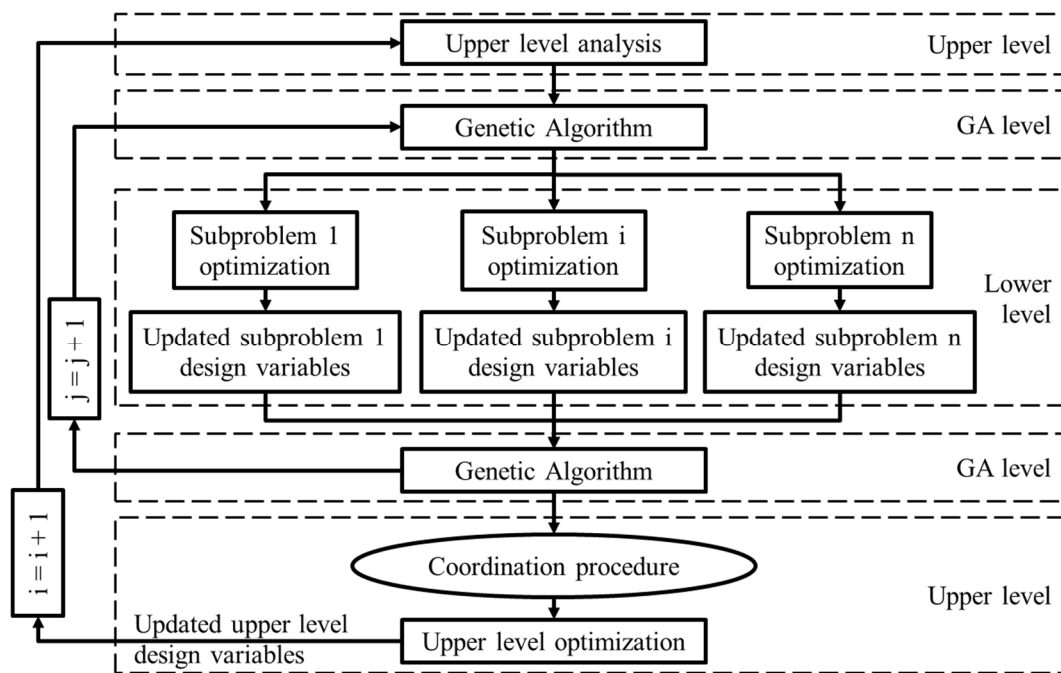 Upper level analysis
Upper level
Genetic Algorithm
GA level
Subproblem 1
optimization
Subproblem i
optimization
Subproblem n
optimization
Lower
level
Updated subproblem 1
design variables
Updated subproblem i
design variables
Updated subproblem n
design variables
j = j + 1
Genetic Algorithm
GA level
i = i + 1
Coordination procedure
Upper level
Updated upper level
design variables
Upper level optimization